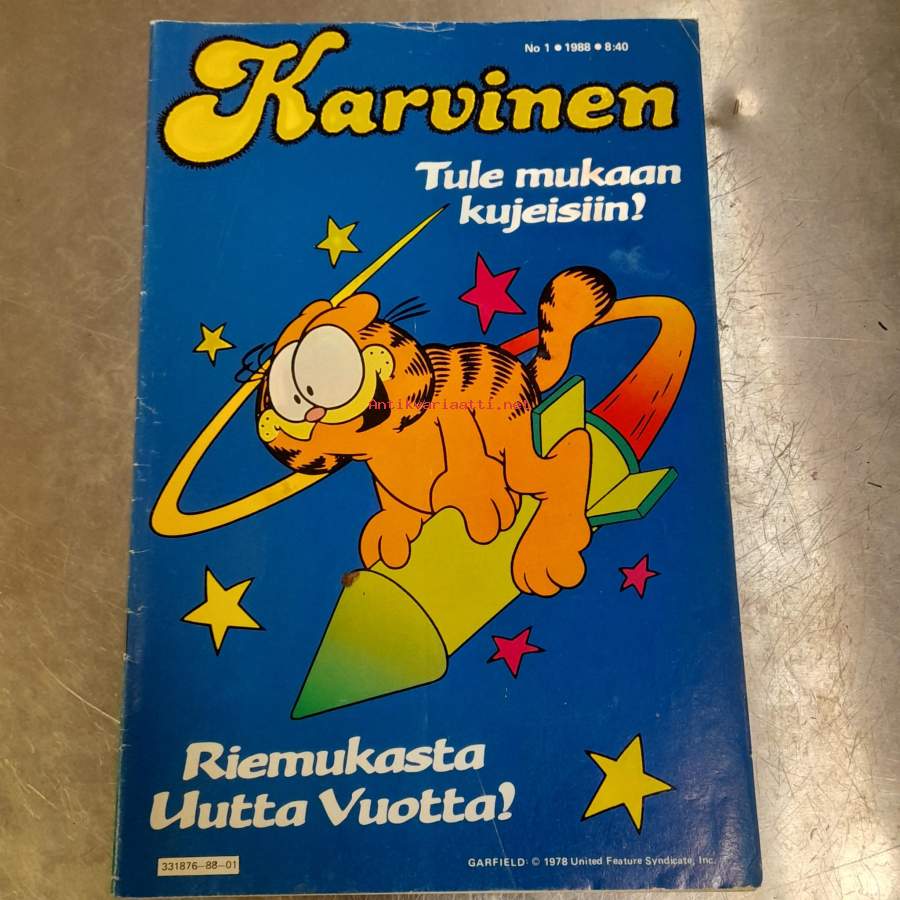 No 1 • 1988 • 8:40
Karvinen
Tule mukaan
kujeisiin!
Antikvariaatti.net
Riemukasta
Uutta Vuotta!
331876-88-01
GARFIELD: © 1978 United Feature Syndicate, Inc.